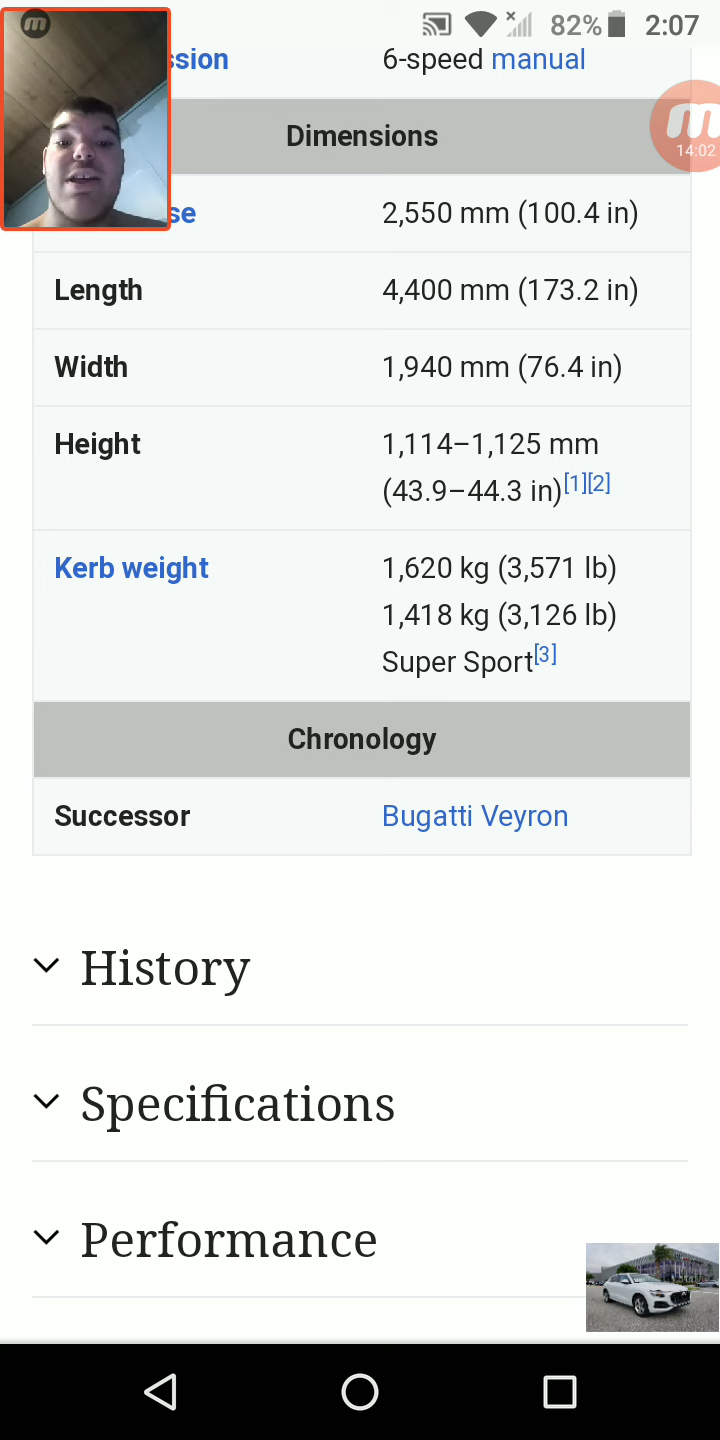 82% 2:07
ssion 6-speed manual
Dimensions
14:02
se 2,550 mm (100.4 in)
Length 4,400 mm (173.2 in)
Width 1,940 mm (76.4 in)
Height 1,114–1,125 mm
(43.9–44.3 in)[1][2]
Kerb weight 1,620 kg (3,571 lb)
1,418 kg (3,126 lb)
Super Sport[3]
Chronology
Successor Bugatti Veyron
History
Specifications
Performance